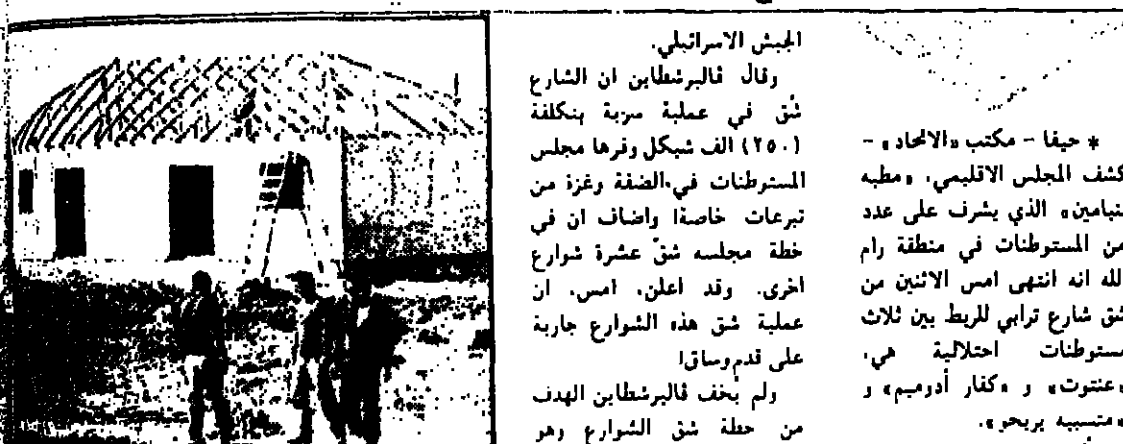 * حيفا - مكتب «الاتحاد» -
كشف المجلس الاقليمي، «مطيه
بنيامين» الذي يشرف على عدد
من المستوطنات في منطقة رام
الله انه انتهى امس الاثنين من
شق شارع ترابي للربط بين ثلاث
مستوطنات احتلالية هي،
«عنتوت» و «كفار أدوميم» و
«متسبيه يريحو».
الجيش الاسرائيلي.
وقال ڤاليرشطاين ان الشارع
شُق في عملية سرية بتكلفة
(٢٥٠) الف شيكل وفرها مجلس
المستوطنات في الضفة وغزة من
تبرعات خاصة! واضاف ان في
خطة مجلسه شقّ عشرة شوارع
اخرى. وقد اعلن، امس، ان
عملية شق هذه الشوارع جارية
على قدم وساق!
ولم يُخف ڤاليرشطاين الهدف
من خطة شق الشوارع وهو